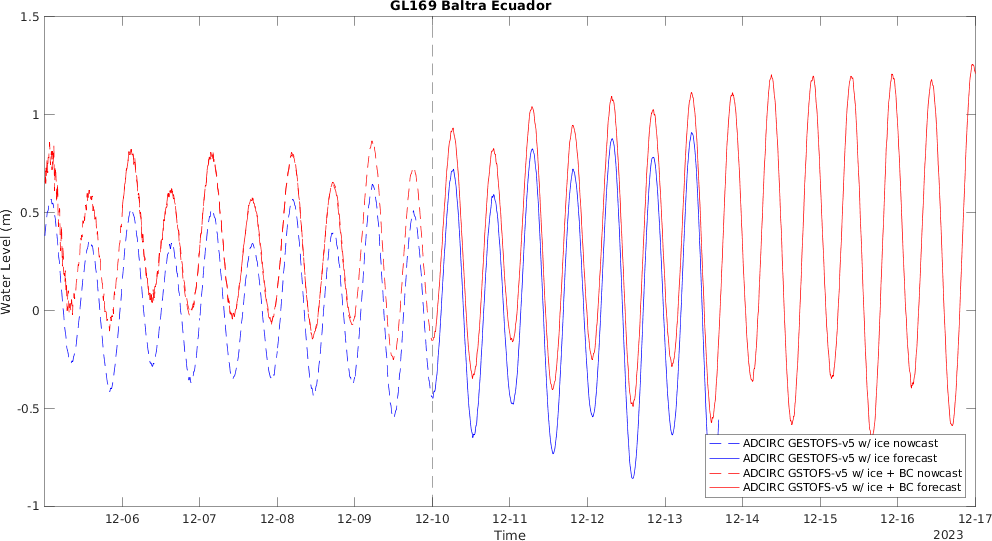 GL169 Baltra Ecuador
1.5
1
0.5
0
-0.5
-1
Water Level (m)
ADCIRC GESTOFS-v5 w/ ice nowcast
ADCIRC GESTOFS-v5 w/ ice forecast
ADCIRC GSTOFS-v5 w/ ice + BC nowcast
ADCIRC GSTOFS-v5 w/ ice + BC forecast
12-06 12-07 12-08 12-09 12-10 12-11 12-12 12-13 12-14 12-15 12-16 12-17
Time
2023